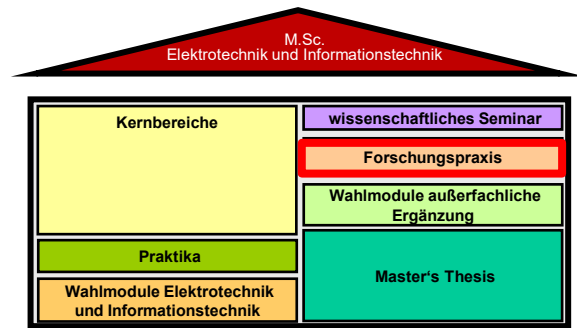 M.Sc.
Elektrotechnik und Informationstechnik
Kernbereiche
Praktika
Wahlmodule Elektrotechnik
und Informationstechnik
wissenschaftliches Seminar
Forschungspraxis
Wahlmodule außerfachliche
Ergänzung
Master‘s Thesis